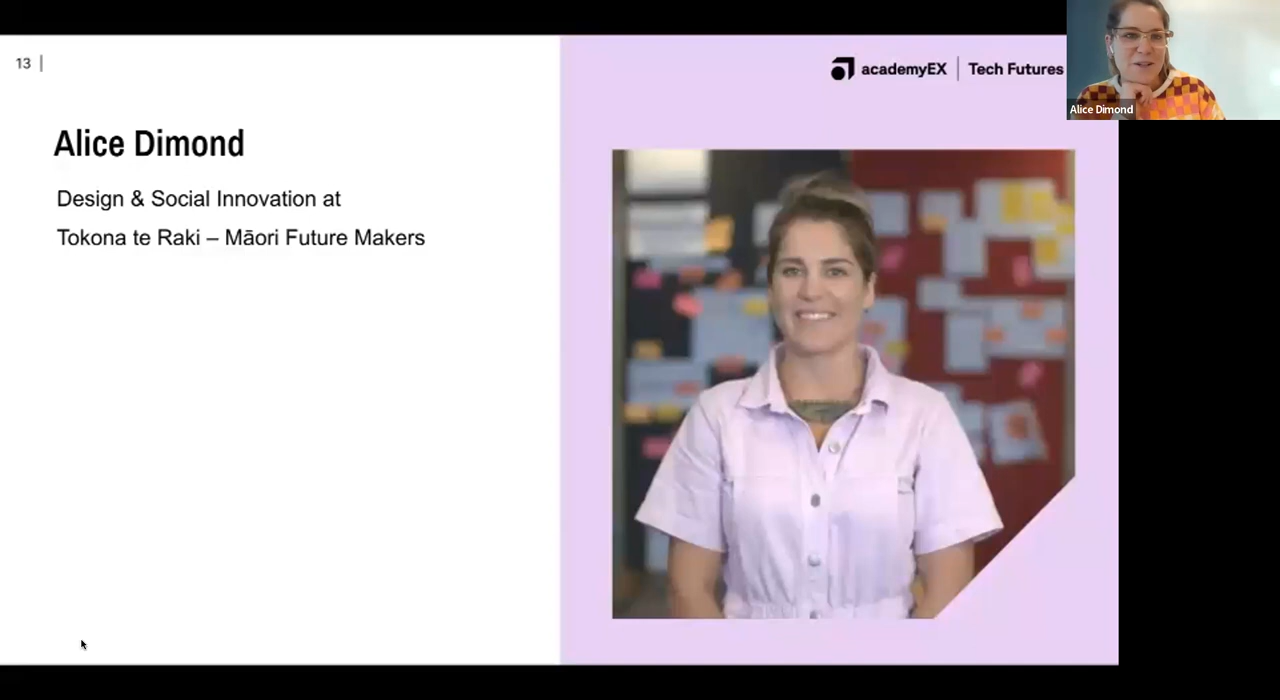 13 |
academyEX | Tech Futures
Alice Dimond
Alice Dimond
Design & Social Innovation at
Tokona te Raki – Māori Future Makers